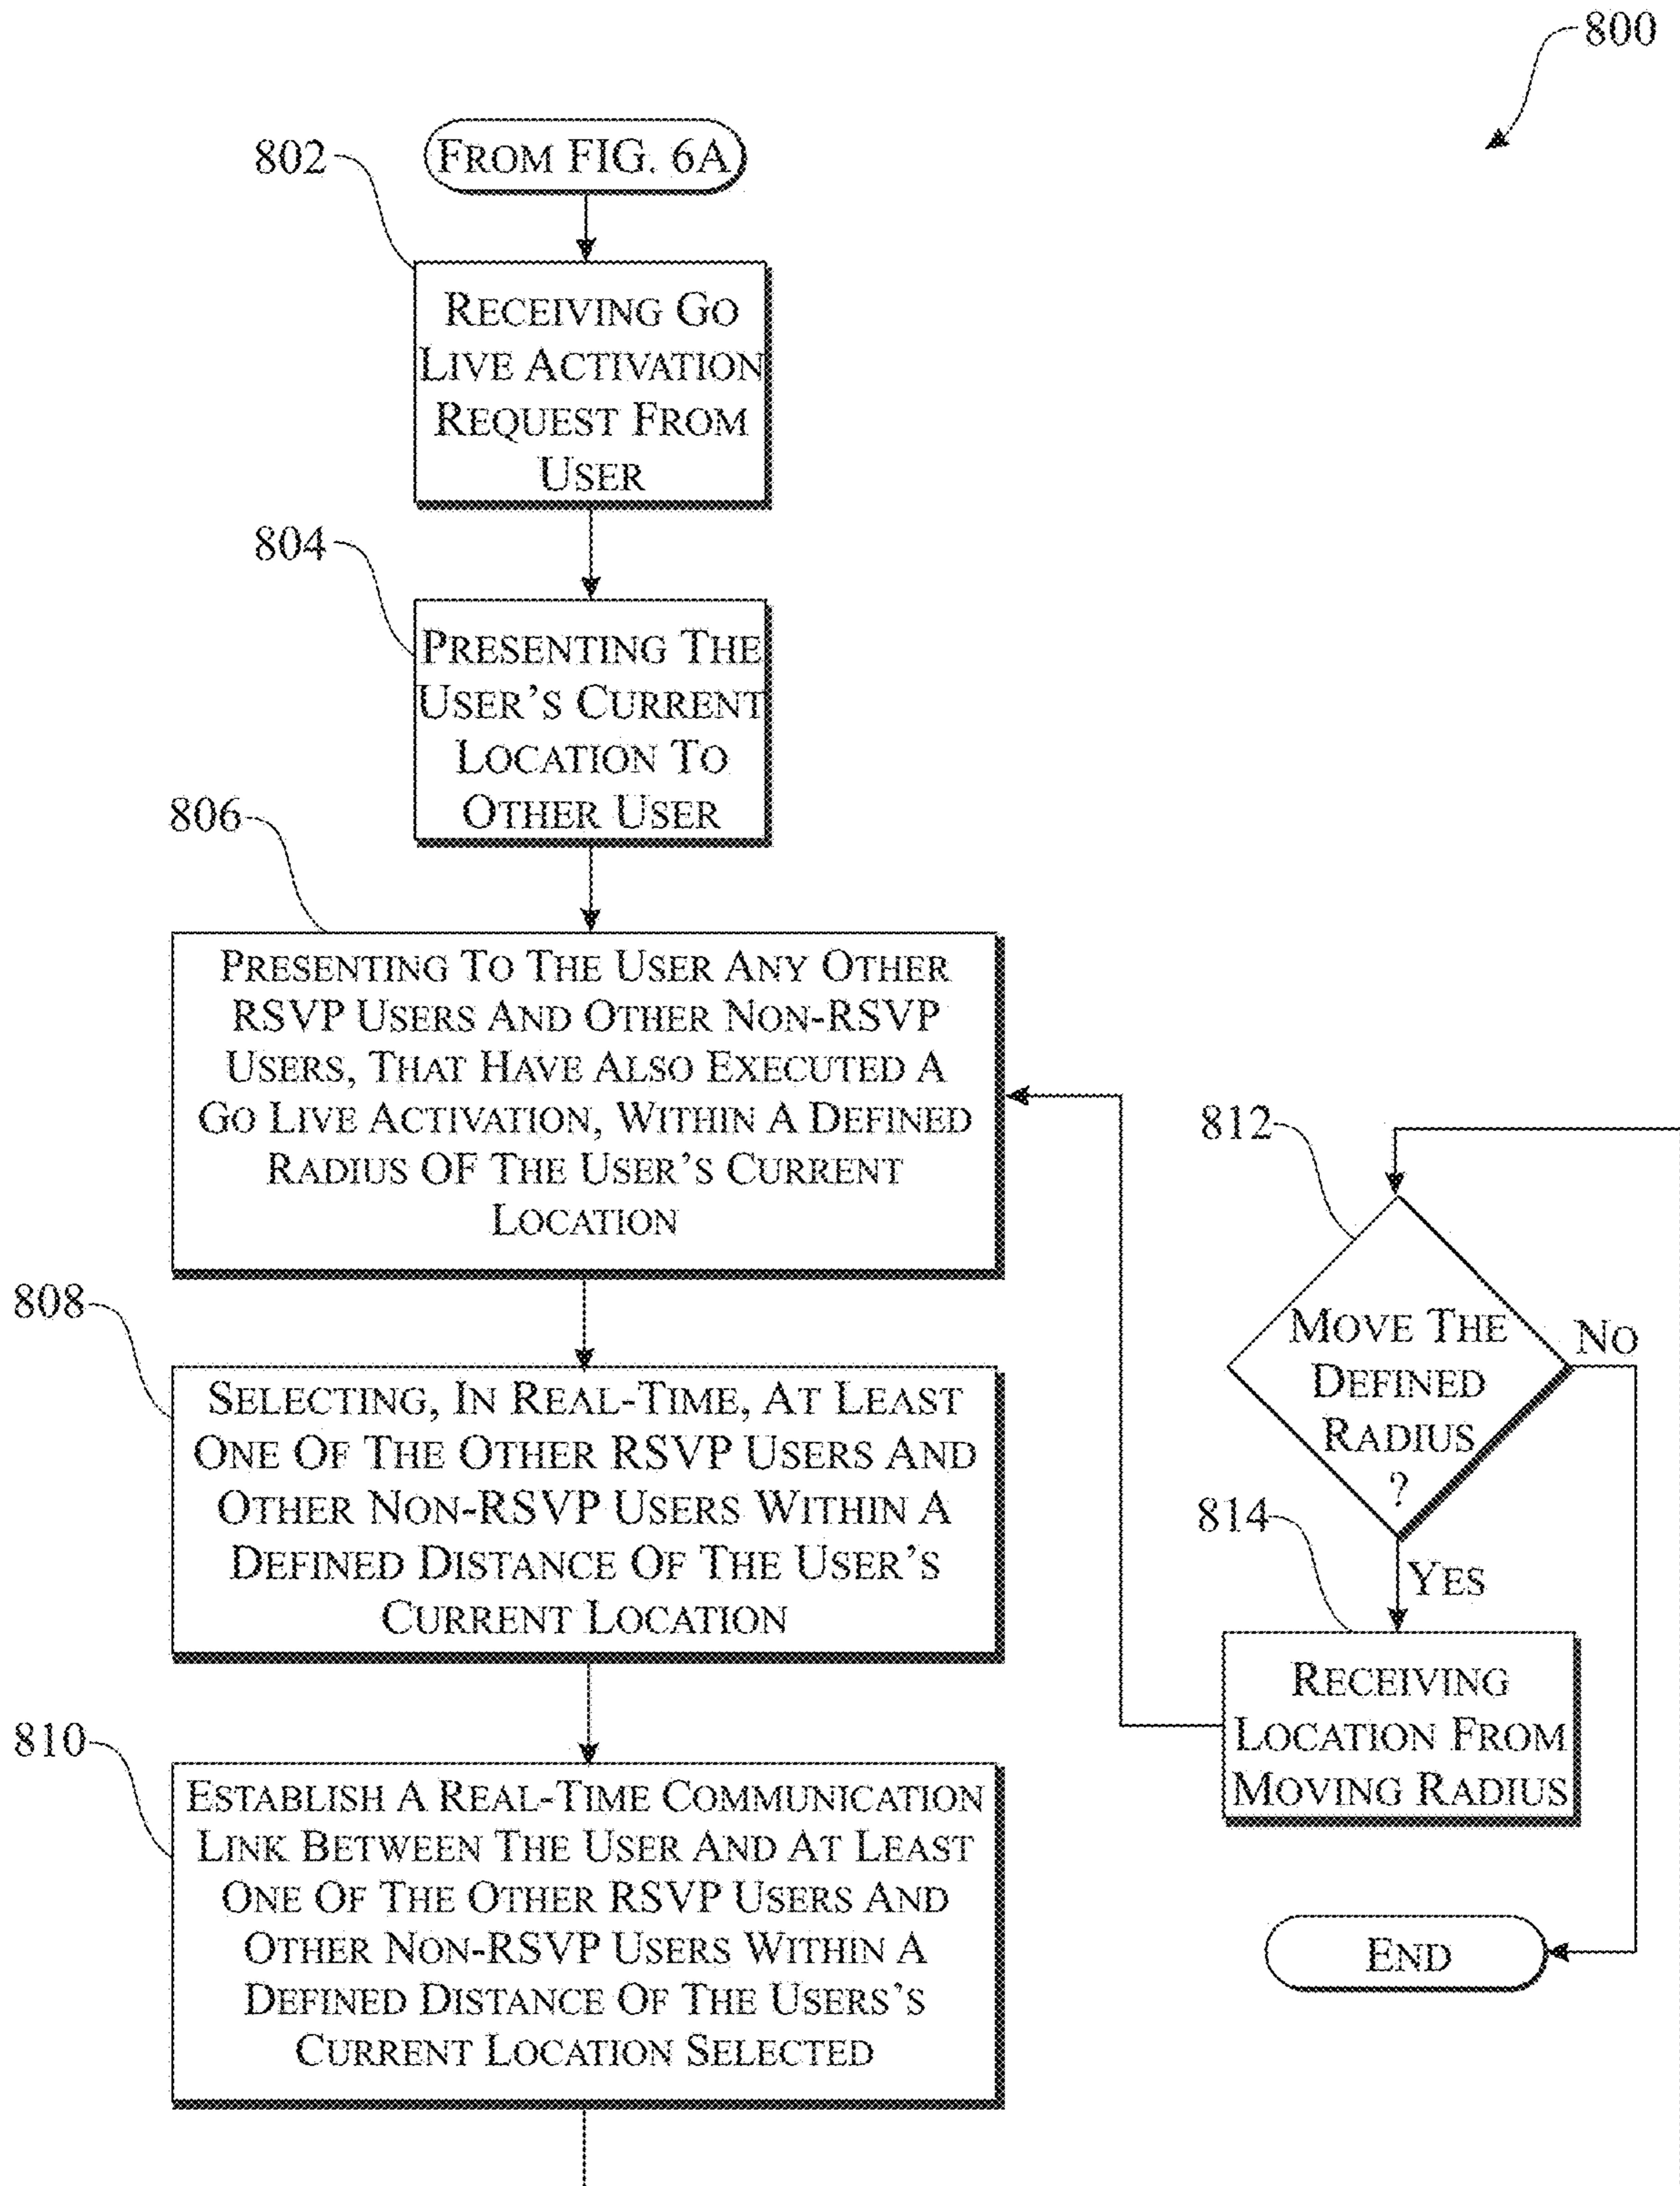 800
802
FROM FIG. 6A
RECEIVING GO
LIVE ACTIVATION
REQUEST FROM
USER
804
PRESENTING THE
USER'S CURRENT
LOCATION TO
OTHER USER
806
PRESENTING TO THE USER ANY OTHER
RSVP USERS AND OTHER NON-RSVP
USERS, THAT HAVE ALSO EXECUTED A
GO LIVE ACTIVATION, WITHIN A DEFINED
RADIUS OF THE USER'S CURRENT
LOCATION
808
SELECTING, IN REAL-TIME, AT LEAST
ONE OF THE OTHER RSVP USERS AND
OTHER NON-RSVP USERS WITHIN A
DEFINED DISTANCE OF THE USER'S
CURRENT LOCATION
810
ESTABLISH A REAL-TIME COMMUNICATION
LINK BETWEEN THE USER AND AT LEAST
ONE OF THE OTHER RSVP USERS AND
OTHER NON-RSVP USERS WITHIN A
DEFINED DISTANCE OF THE USERS'S
CURRENT LOCATION SELECTED
812
MOVE THE
DEFINED
RADIUS
?
NO
YES
814
RECEIVING
LOCATION FROM
MOVING RADIUS
END